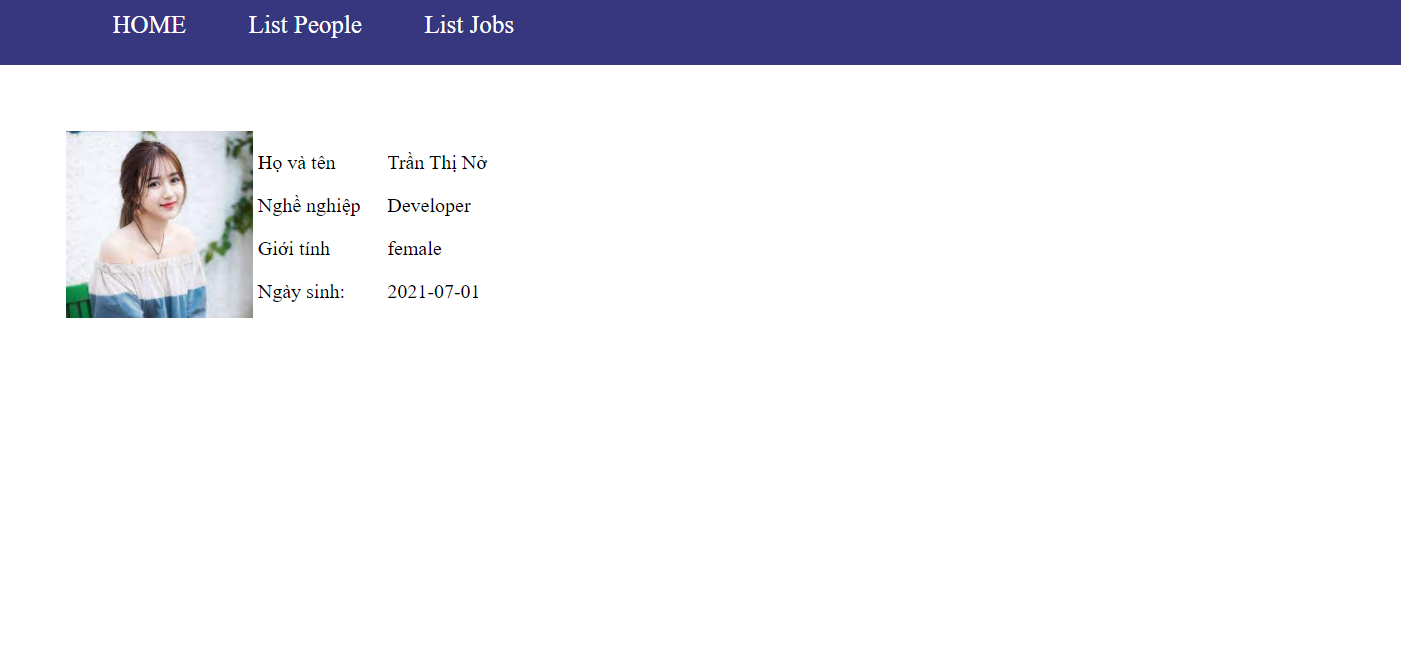 HOME List People List Jobs
Họ và tên Trần Thị Nở
Nghề nghiệp Developer
Giới tính female
Ngày sinh: 2021-07-01